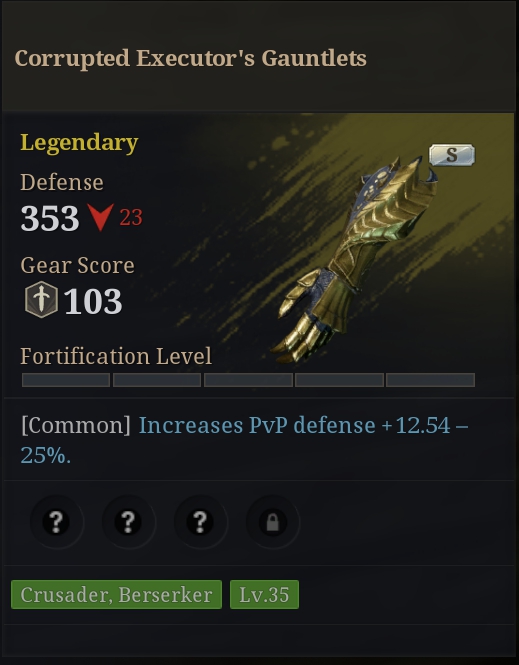 Corrupted Executor's Gauntlets
Legendary
S
Defense
353 23
Gear Score
103
Fortification Level
[Common] Increases PvP defense +12.54 –
25%.
? ? ?
Crusader, Berserker Lv.35